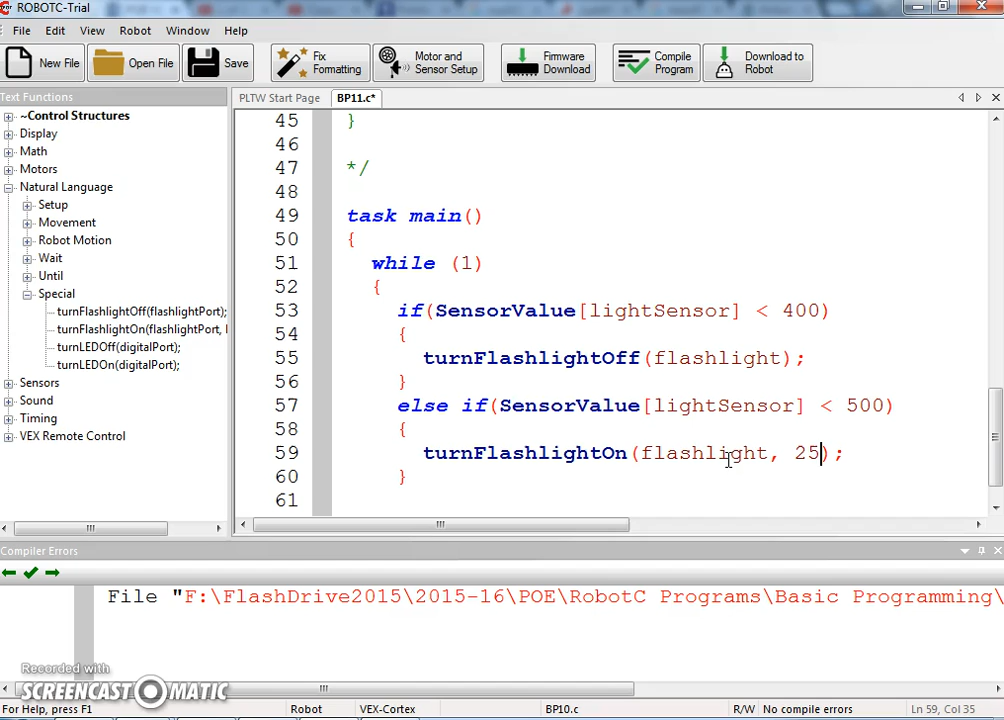 ROBOTC-Trial
File Edit View Robot Window Help
New File Open File Save Fix Formatting Motor and Sensor Setup Firmware Download Compile Program Download to Robot
Text Functions
~Control Structures
Display
Math
Motors
Natural Language
Setup
Movement
Robot Motion
Wait
Until
Special
turnFlashlightOff(flashlightPort);
turnFlashlightOn(flashlightPort,
turnLEDOff(digitalPort);
turnLEDOn(digitalPort);
Sensors
Sound
Timing
VEX Remote Control
PLTW Start Page BP11.c*
45 }
46
47 */
48
49 task main()
50 {
51 while (1)
52 {
53 if(SensorValue[lightSensor] < 400)
54 {
55 turnFlashlightOff(flashlight);
56 }
57 else if(SensorValue[lightSensor] < 500)
58 {
59 turnFlashlightOn(flashlight, 25);
60 }
61
Compiler Errors
File "F:\FlashDrive2015\2015-16\POE\RobotC Programs\Basic Programming\
Recorded with
SCREENCAST MATIC
For Help, press F1 Robot VEX-Cortex BP10.c R/W No compile errors Ln 59, Col 35